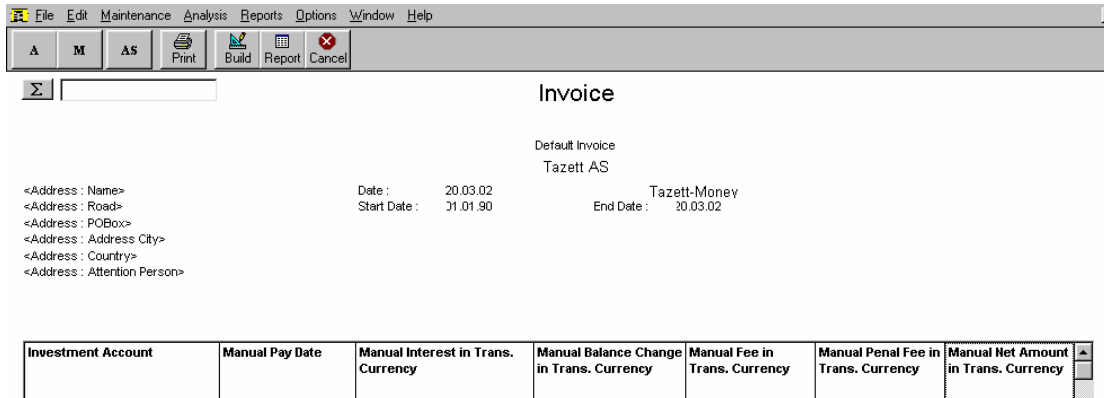 File Edit Maintenance Analysis Reports Options Window Help
A M AS Print Build Report Cancel
Σ
Invoice
Default Invoice
Tazett AS
<Address : Name> Date : 20.03.02 Tazett-Money
<Address : Road> Start Date : 01.01.90 End Date : 20.03.02
<Address : POBox>
<Address : Address City>
<Address : Country>
<Address : Attention Person>
Investment Account Manual Pay Date Manual Interest in Trans. Manual Balance Change Manual Fee in Manual Penal Fee in Manual Net Amount
Currency in Trans. Currency Trans. Currency Trans. Currency in Trans. Currency